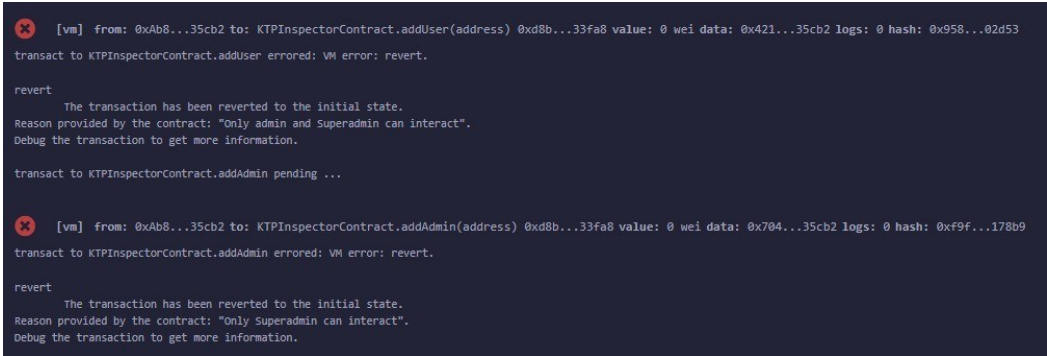 [vm] from: 0xAb8...35cb2 to: KTPInspectorContract.addUser(address) 0xd8b...33fa8 value: 0 wei data: 0x421...35cb2 logs: 0 hash: 0x958...02d53
transact to KTPInspectorContract.addUser errored: VM error: revert.
revert
The transaction has been reverted to the initial state.
Reason provided by the contract: "Only admin and Superadmin can interact".
Debug the transaction to get more information.
transact to KTPInspectorContract.addAdmin pending ...
[vm] from: 0xAb8...35cb2 to: KTPInspectorContract.addAdmin(address) 0xd8b...33fa8 value: 0 wei data: 0x704...35cb2 logs: 0 hash: 0xf9f...178b9
transact to KTPInspectorContract.addAdmin errored: VM error: revert.
revert
The transaction has been reverted to the initial state.
Reason provided by the contract: "Only Superadmin can interact".
Debug the transaction to get more information.